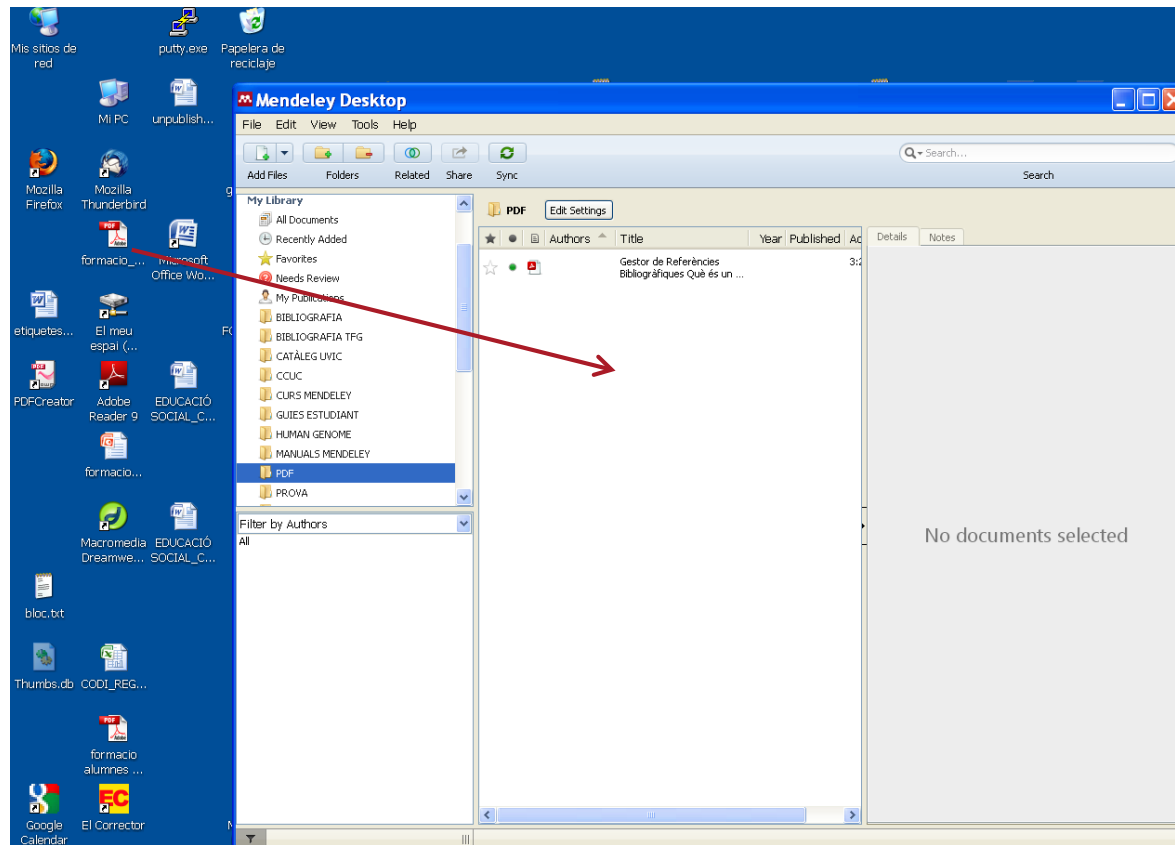 Mis sitios de
red
putty.exe
Papelera de
reciclaje
Mi PC
unpublish...
Mozilla
Firefox
Mozilla
Thunderbird
formacio_...
Microsoft
Office Wo...
etiquetes...
El meu
espai (...
PDFCreator
Adobe
Reader 9
EDUCACIÓ
SOCIAL_C...
formacio...
Macromedia
Dreamwe...
EDUCACIÓ
SOCIAL_C...
bloc.txt
Thumbs.db
CODI_REG...
formacio
alumnes ...
Google
Calendar
El Corrector
Mendeley Desktop
File Edit View Tools Help
Add Files Folders Related Share Sync
Search...
Search
My Library
All Documents
Recently Added
Favorites
Needs Review
My Publications
BIBLIOGRAFIA
BIBLIOGRAFIA TFG
CATÀLEG UVIC
CCUC
CURS MENDELEY
GUIES ESTUDIANT
HUMAN GENOME
MANUALS MENDELEY
PDF
PROVA
Filter by Authors
All
PDF Edit Settings
Authors Title Year Published Ad
Gestor de Referències
Bibliogràfiques Què és un ...
3:2
Details Notes
No documents selected